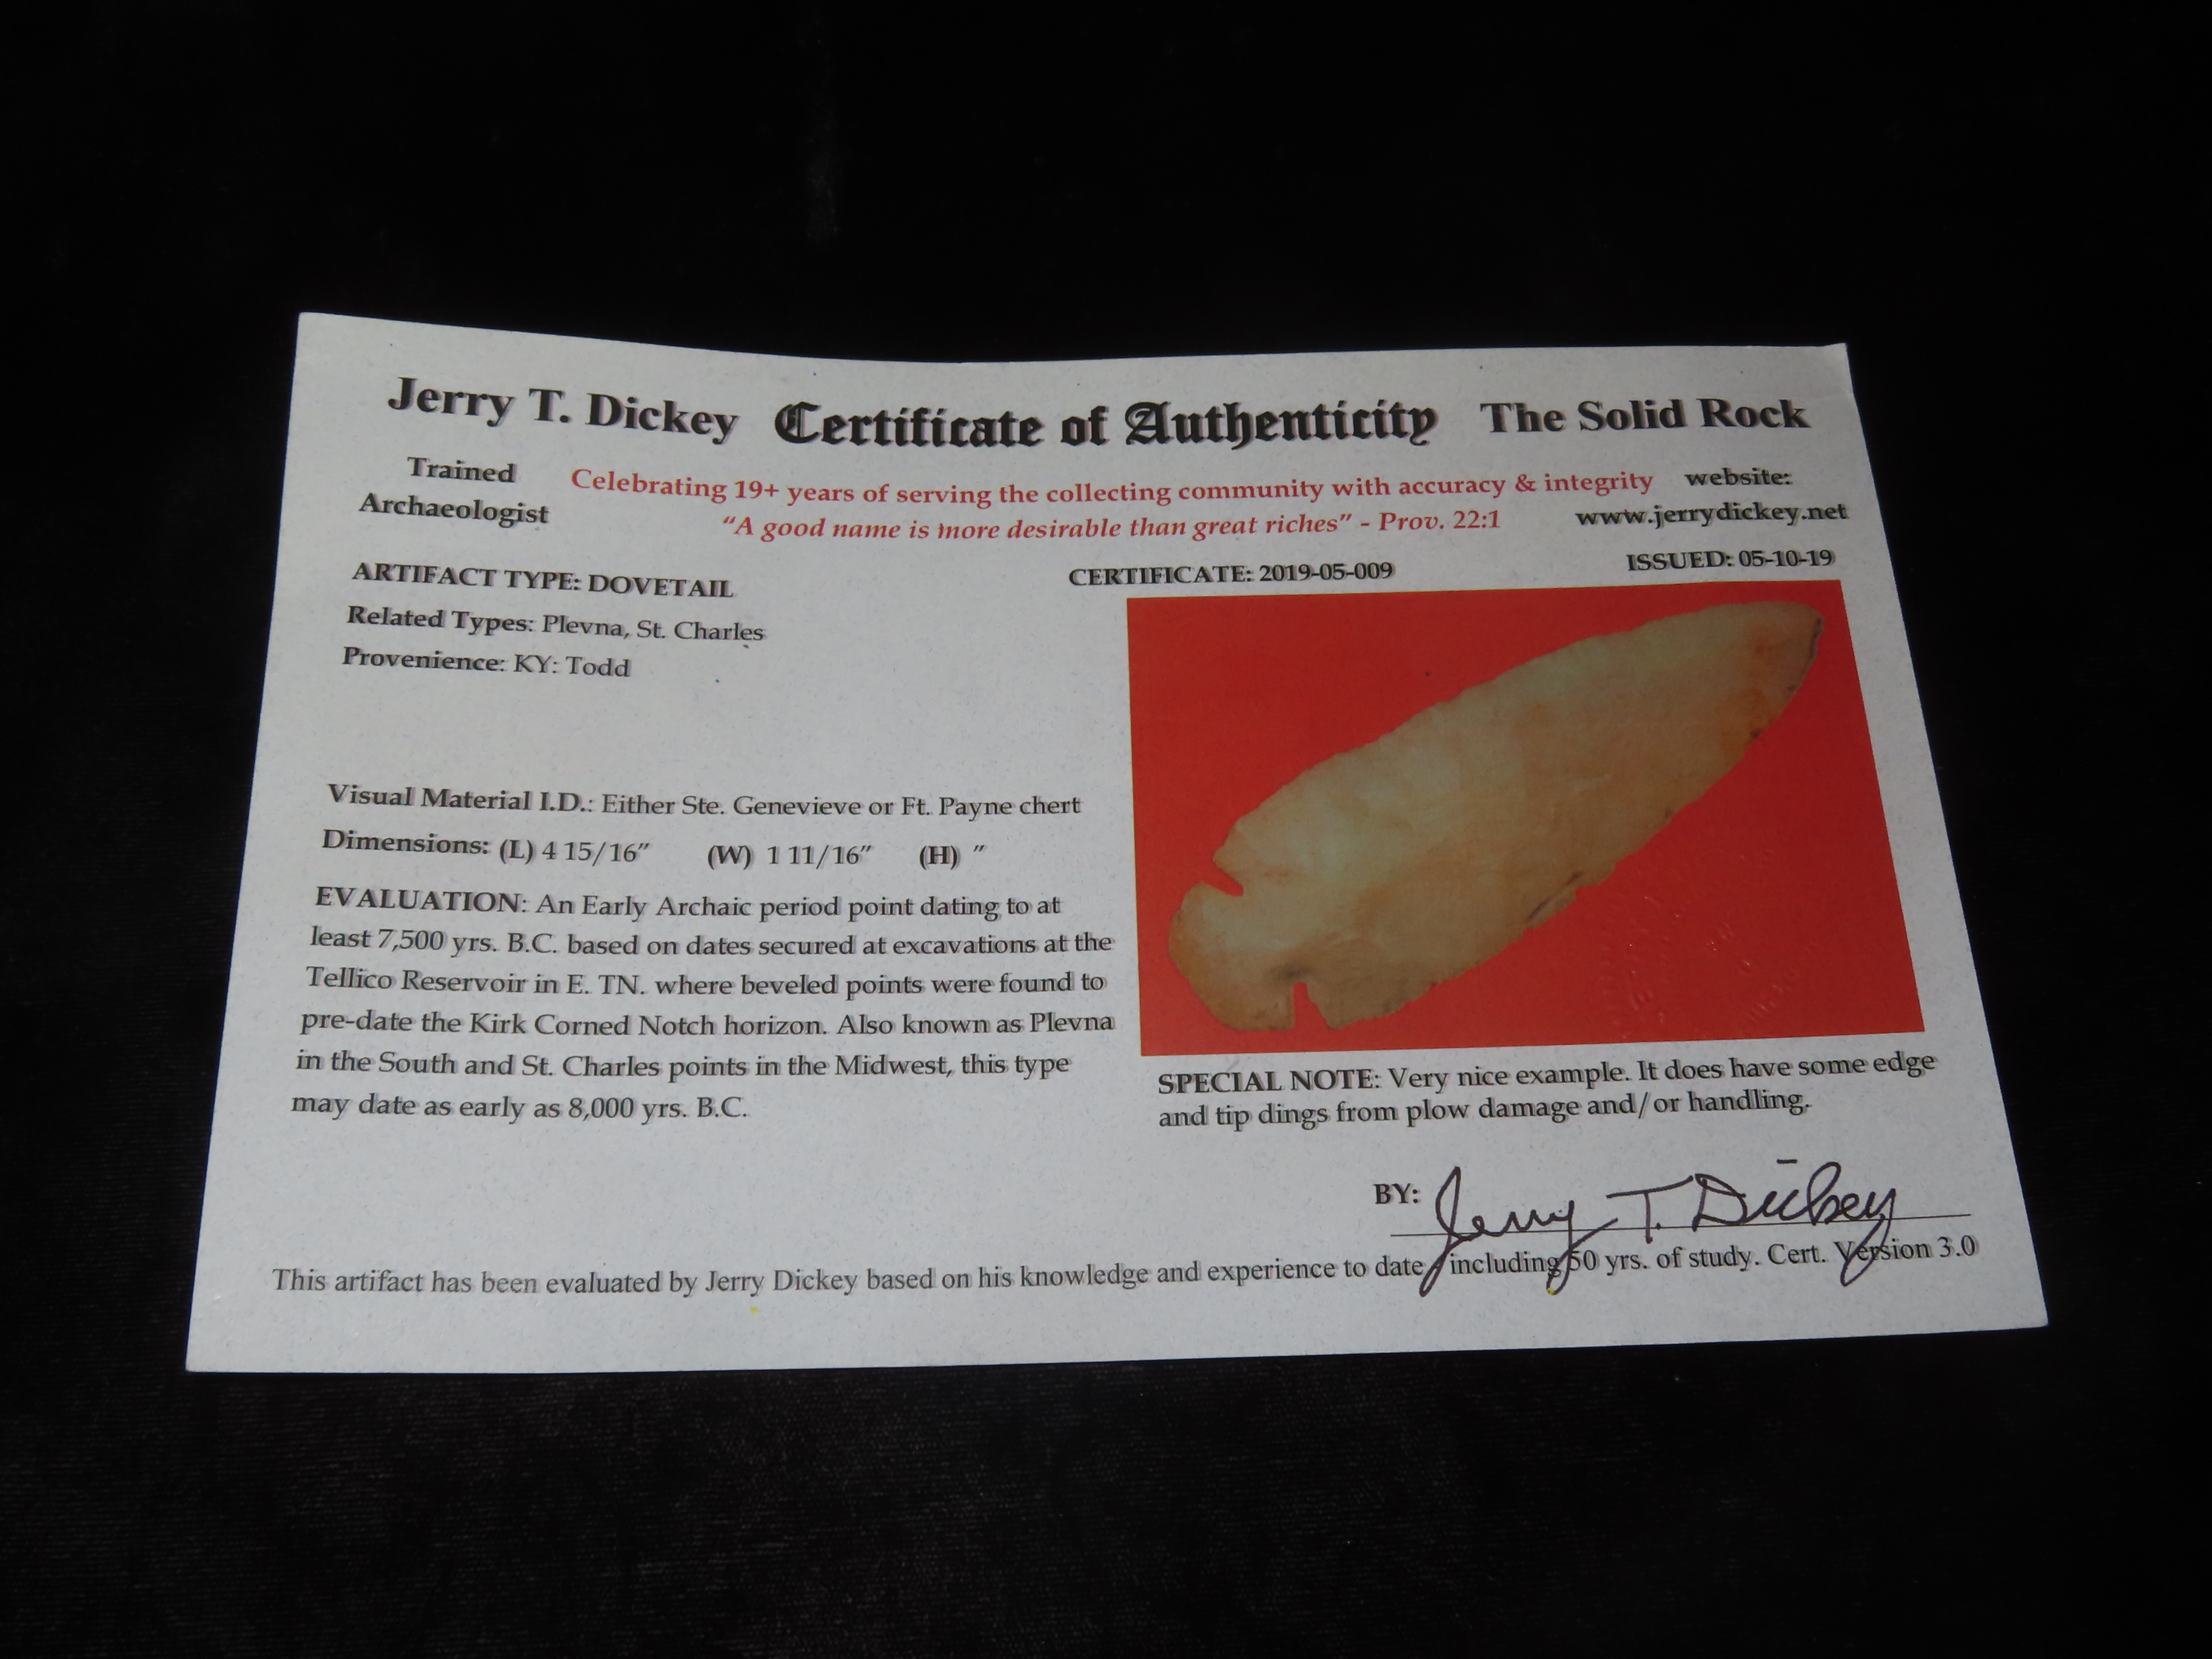 Jerry T. Dickey Certificate of Authenticity The Solid Rock
Trained Archaeologist
Celebrating 19+ years of serving the collecting community with accuracy & integrity
"A good name is more desirable than great riches" - Prov. 22:1
website:
www.jerrydickey.net
ARTIFACT TYPE: DOVETAIL
CERTIFICATE: 2019-05-009
ISSUED: 05-10-19
Related Types: Plevna, St. Charles
Provenience: KY: Todd
Visual Material I.D.: Either Ste. Genevieve or Ft. Payne chert
Dimensions: (L) 4 15/16" (W) 1 11/16" (H) "
EVALUATION: An Early Archaic period point dating to at
least 7,500 yrs. B.C. based on dates secured at excavations at the
Tellico Reservoir in E. TN. where beveled points were found to
pre-date the Kirk Corned Notch horizon. Also known as Plevna
in the South and St. Charles points in the Midwest, this type
may date as early as 8,000 yrs. B.C.
SPECIAL NOTE: Very nice example. It does have some edge
and tip dings from plow damage and/or handling.
BY: Jerry T. Dickey
This artifact has been evaluated by Jerry Dickey based on his knowledge and experience to date including 50 yrs. of study. Cert. Version 3.0